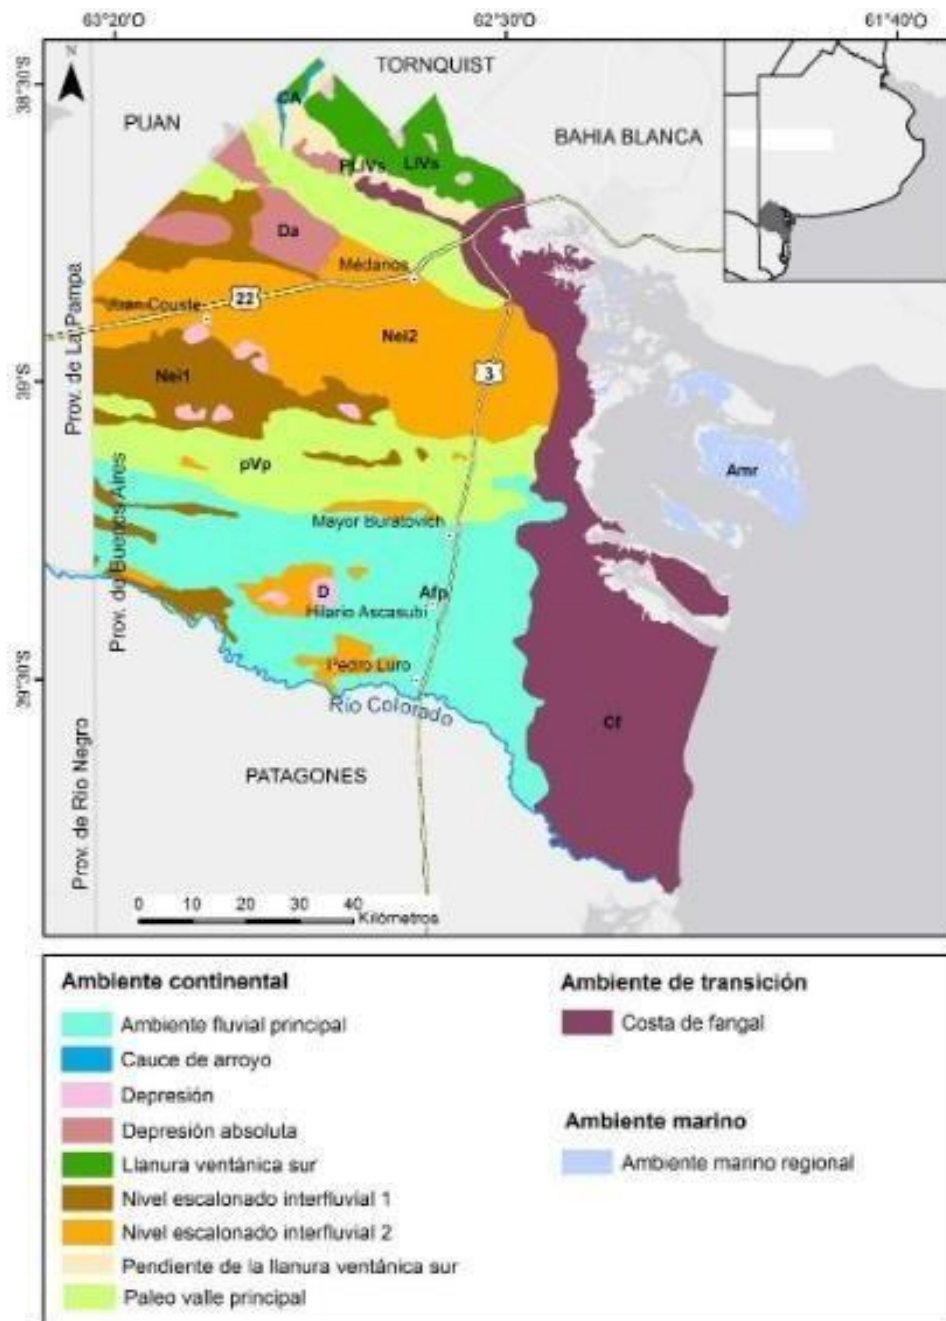 63°20'O 62°30'O 61°40'O
N
TORNQUIST
38°30'S
CA
PUAN
BAHIA BLANCA
PLIVs LIVs
Da
Médanos
Juan Couste
22
Nei2
Prov. de La Pampa
39°S
Nei1
3
pVp
Amr
Mayor Buratovich
Prov. de Buenos Aires
D
Afp
Hilario Ascasubi
Pedro Luro
39°30'S
Río Colorado
Cf
PATAGONES
Prov. de Río Negro
0 10 20 30 40
Kilómetros
Ambiente continental
Ambiente fluvial principal
Cauce de arroyo
Depresión
Depresión absoluta
Llanura ventánica sur
Nivel escalonado interfluvial 1
Nivel escalonado interfluvial 2
Pendiente de la llanura ventánica sur
Paleo valle principal
Ambiente de transición
Costa de fangal
Ambiente marino
Ambiente marino regional